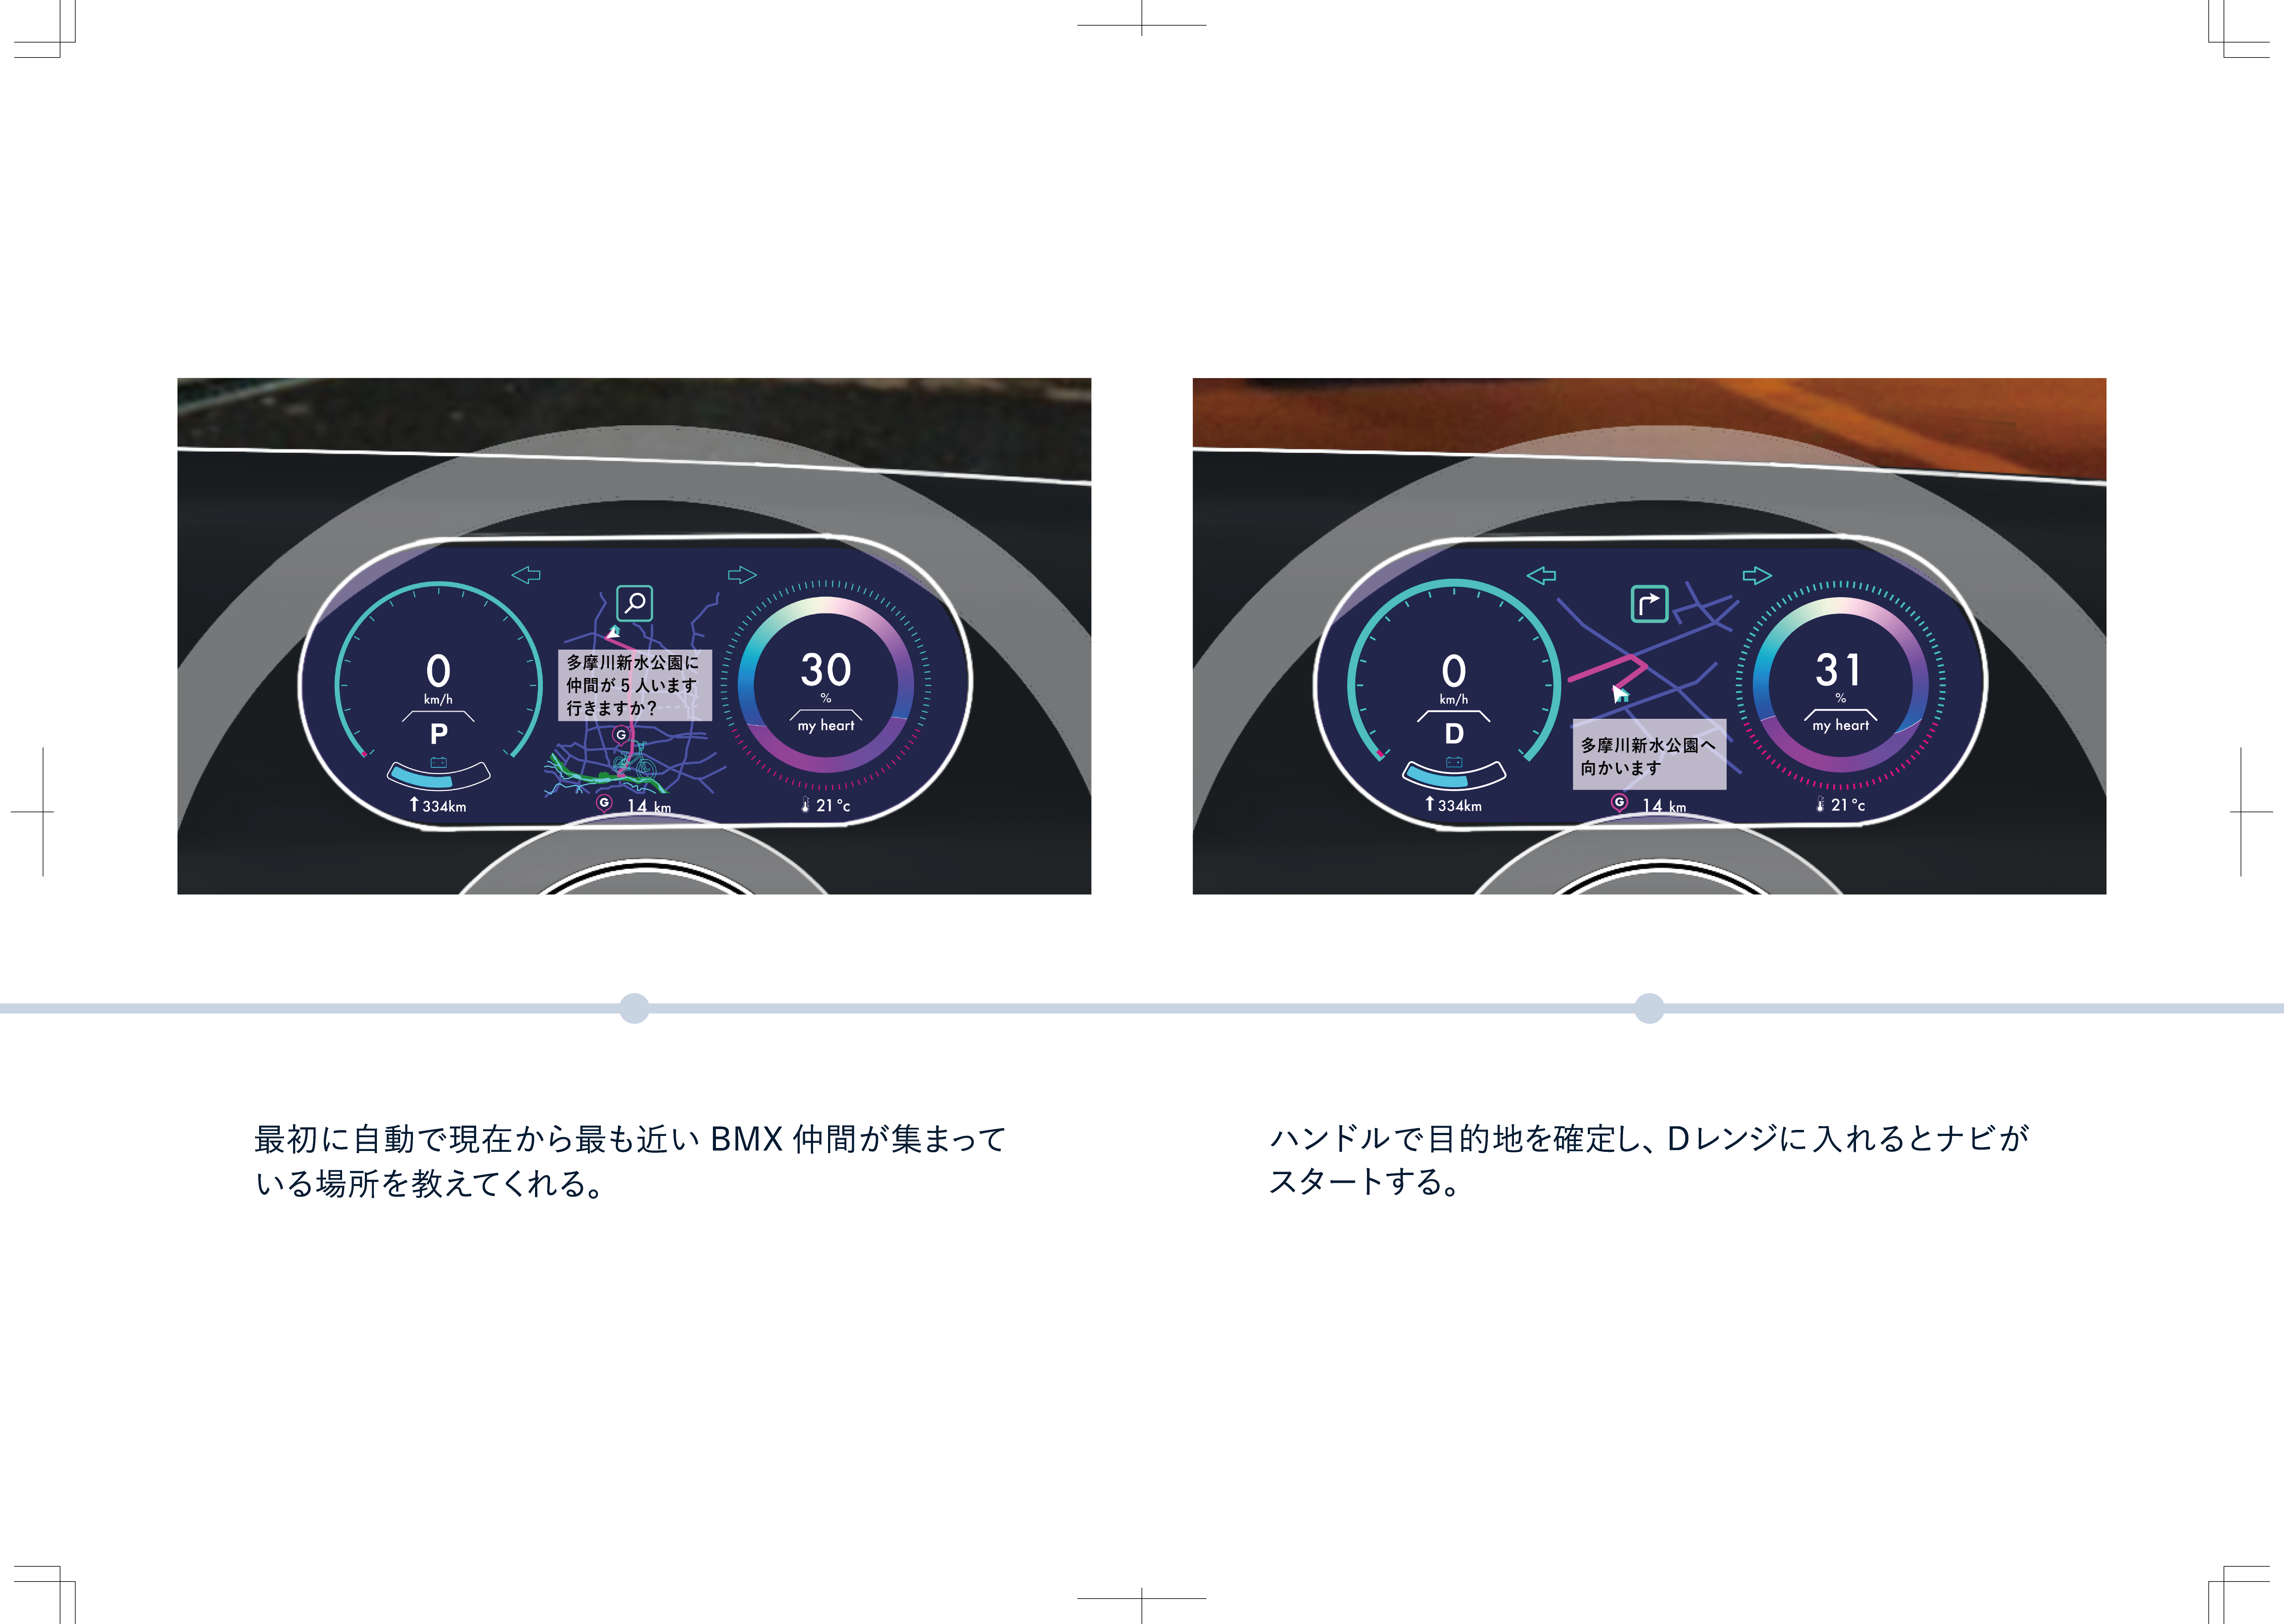 0
km/h
P
334km
多摩川新水公園に
仲間が 5 人います
行きますか?
G
G 14 km
30
%
my heart
21 °c
0
km/h
D
334km
多摩川新水公園へ
向かいます
G 14 km
31
%
my heart
21 °c
最初に自動で現在から最も近い BMX 仲間が集まって
いる場所を教えてくれる。
ハンドルで目的地を確定し、Dレンジに入れるとナビが
スタートする。